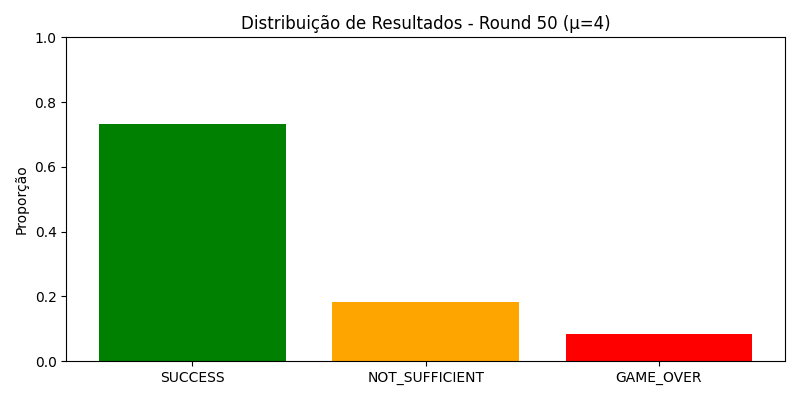 Distribuição de Resultados - Round 50 (μ=4)
Proporção
1.0
0.8
0.6
0.4
0.2
0.0
SUCCESS
NOT_SUFFICIENT
GAME_OVER